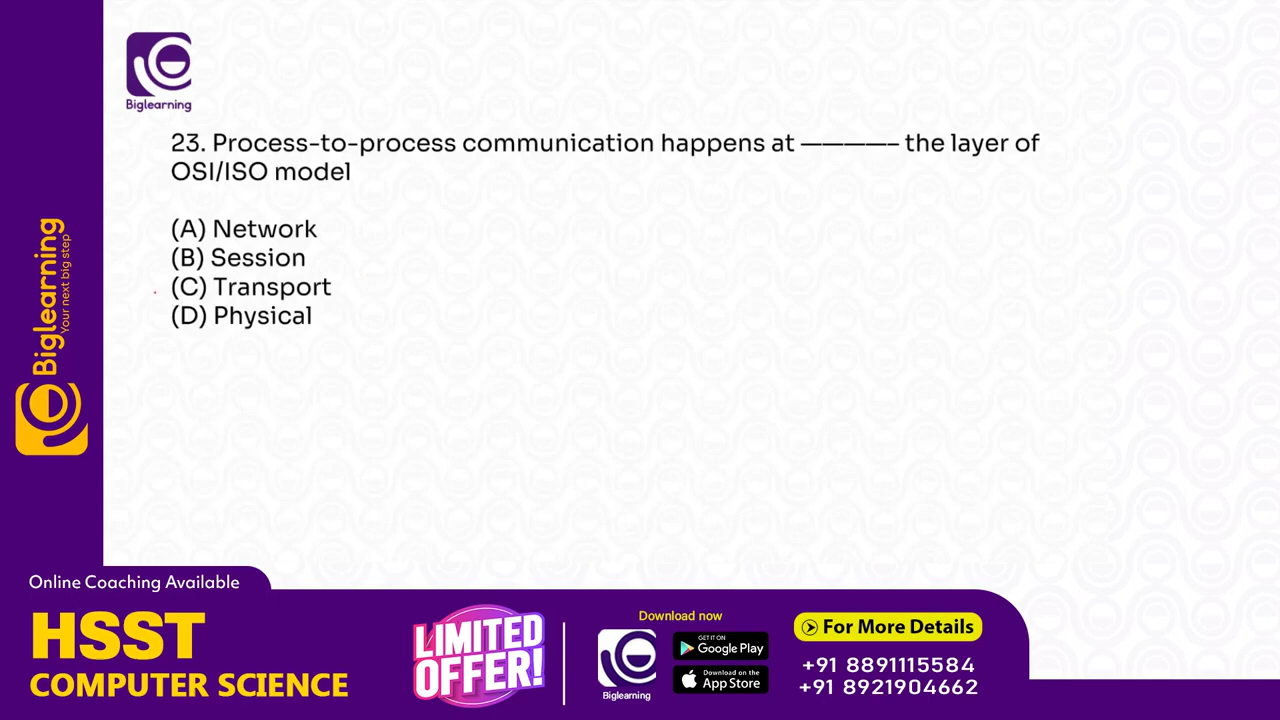 Biglearning
23. Process-to-process communication happens at ————– the layer of
OSI/ISO model
(A) Network
(B) Session
(C) Transport
(D) Physical
Biglearning
Your next big step
Online Coaching Available
HSST
COMPUTER SCIENCE
LIMITED
OFFER!
Download now
Biglearning
GET IT ON
Google Play
Download on the
App Store
For More Details
+91 8891115584
+91 8921904662